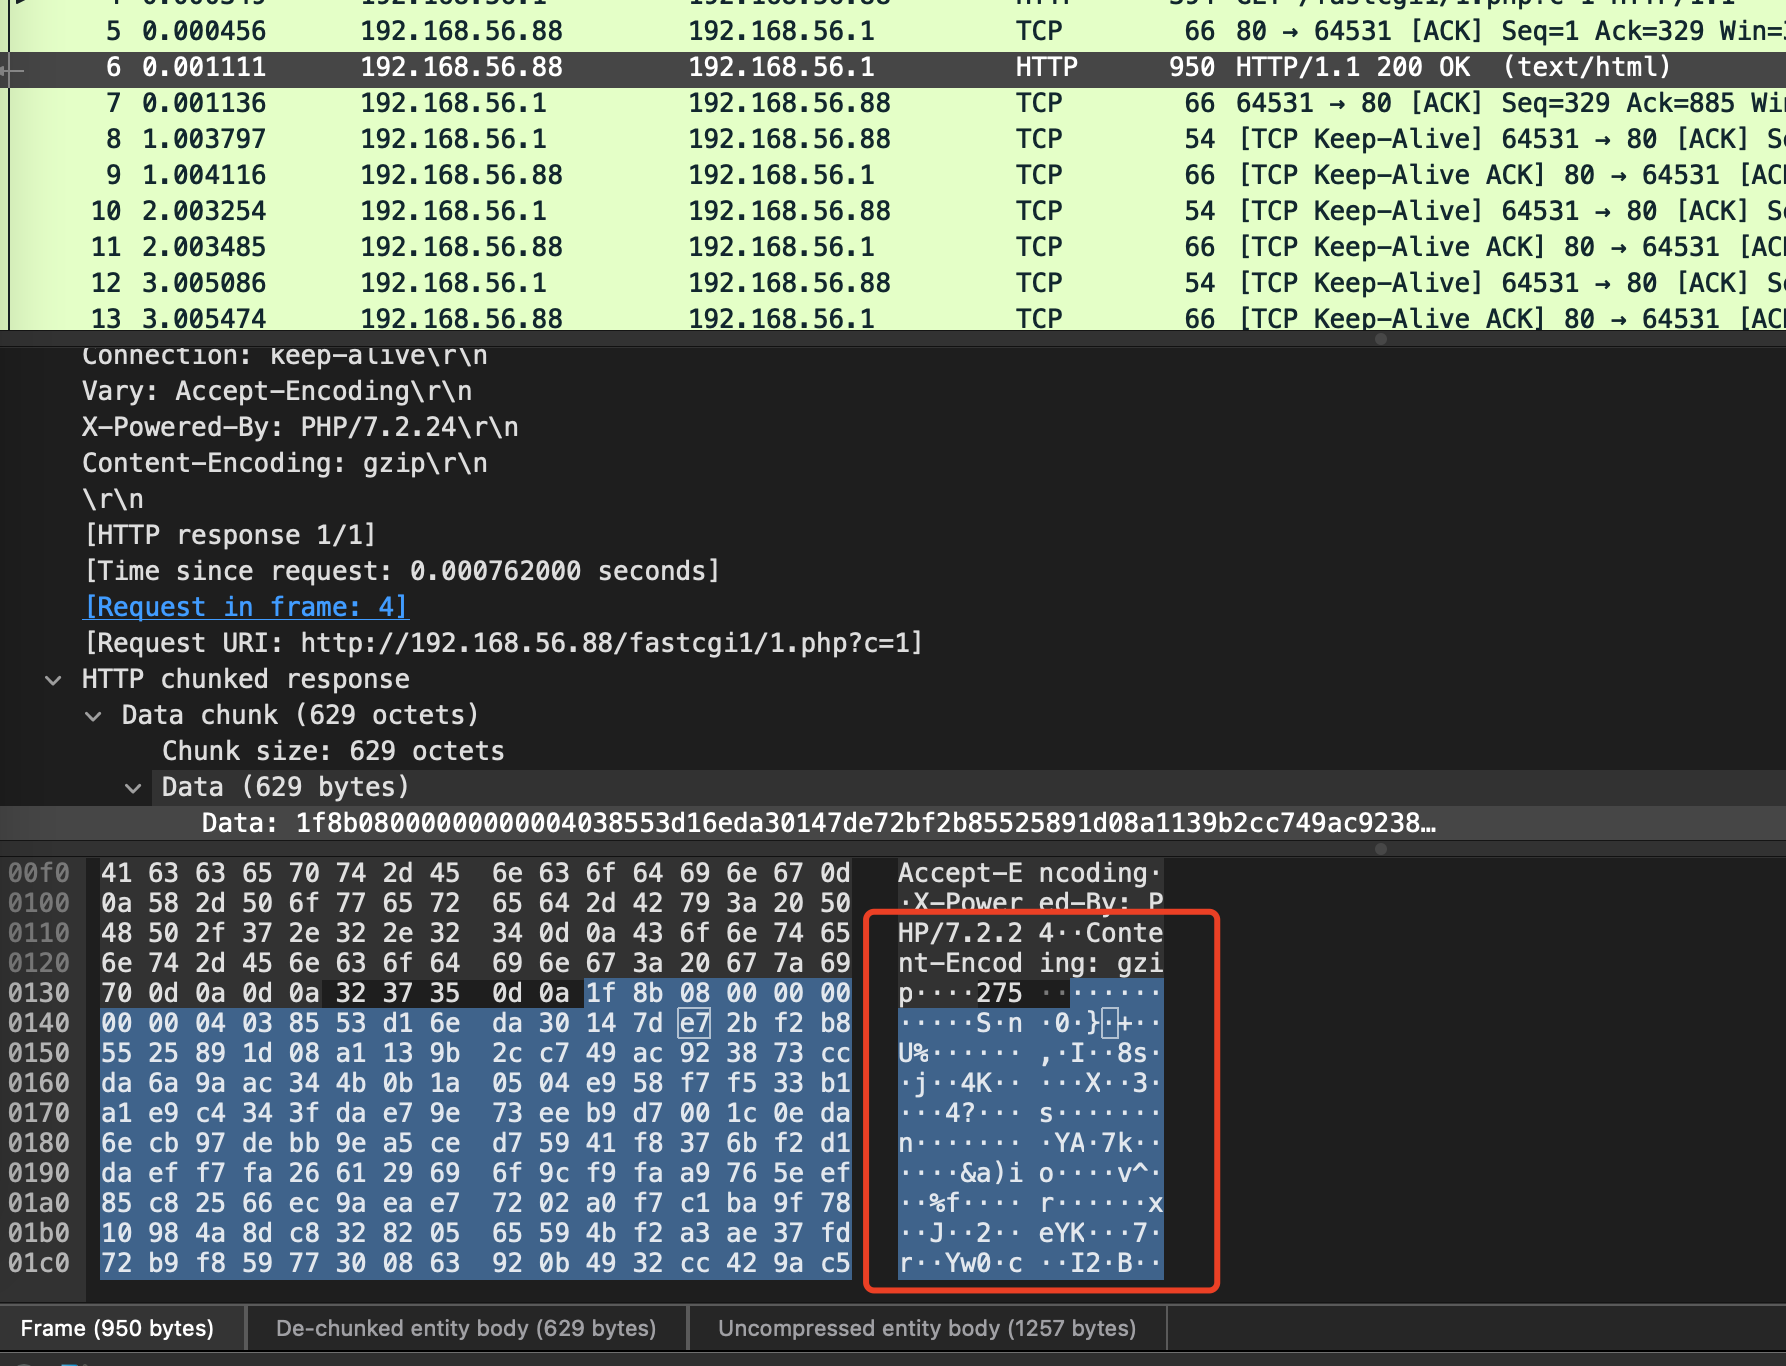 4 0.000349 192.168.56.1 192.168.56.88 HTTP 394 GET /fastcgi1/1.php?c=1 HTTP/1.1
5 0.000456 192.168.56.88 192.168.56.1 TCP 66 80 → 64531 [ACK] Seq=1 Ack=329 Win=
6 0.001111 192.168.56.88 192.168.56.1 HTTP 950 HTTP/1.1 200 OK (text/html)
7 0.001136 192.168.56.1 192.168.56.88 TCP 66 64531 → 80 [ACK] Seq=329 Ack=885 Wi
8 1.003797 192.168.56.1 192.168.56.88 TCP 54 [TCP Keep-Alive] 64531 → 80 [ACK] S
9 1.004116 192.168.56.88 192.168.56.1 TCP 66 [TCP Keep-Alive ACK] 80 → 64531 [AC
10 2.003254 192.168.56.1 192.168.56.88 TCP 54 [TCP Keep-Alive] 64531 → 80 [ACK] S
11 2.003485 192.168.56.88 192.168.56.1 TCP 66 [TCP Keep-Alive ACK] 80 → 64531 [AC
12 3.005086 192.168.56.1 192.168.56.88 TCP 54 [TCP Keep-Alive] 64531 → 80 [ACK] S
13 3.005474 192.168.56.88 192.168.56.1 TCP 66 [TCP Keep-Alive ACK] 80 → 64531 [AC
Connection: keep-alive\r\n
Vary: Accept-Encoding\r\n
X-Powered-By: PHP/7.2.24\r\n
Content-Encoding: gzip\r\n
\r\n
[HTTP response 1/1]
[Time since request: 0.000762000 seconds]
[Request in frame: 4]
[Request URI: http://192.168.56.88/fastcgi1/1.php?c=1]
HTTP chunked response
Data chunk (629 octets)
Chunk size: 629 octets
Data (629 bytes)
Data: 1f8b08000000000004038553d16eda30147de72bf2b85525891d08a1139b2cc749ac9238…
00f0 41 63 63 65 70 74 2d 45 6e 63 6f 64 69 6e 67 0d Accept-E ncoding·
0100 0a 58 2d 50 6f 77 65 72 65 64 2d 42 79 3a 20 50 ·X-Power ed-By: P
0110 48 50 2f 37 2e 32 2e 32 34 0d 0a 43 6f 6e 74 65 HP/7.2.2 4··Conte
0120 6e 74 2d 45 6e 63 6f 64 69 6e 67 3a 20 67 7a 69 nt-Encod ing: gzi
0130 70 0d 0a 0d 0a 32 37 35 0d 0a 1f 8b 08 00 00 00 p····275 ········
0140 00 00 04 03 85 53 d1 6e da 30 14 7d e7 2b f2 b8 ·····S·n ·0·}·+··
0150 55 25 89 1d 08 a1 13 9b 2c c7 49 ac 92 38 73 cc U%······ ,·I··8s·
0160 da 6a 9a ac 34 4b 0b 1a 05 04 e9 58 f7 f5 33 b1 ·j··4K·· ···X··3·
0170 a1 e9 c4 34 3f da e7 9e 73 ee b9 d7 00 1c 0e da ···4?··· s·······
0180 6e cb 97 de bb 9e a5 ce d7 59 41 f8 37 6b f2 d1 n······· ·YA·7k··
0190 da ef f7 fa 26 61 29 69 6f 9c f9 fa a9 76 5e ef ····&a)i o····v^·
01a0 85 c8 25 66 ec 9a ea e7 72 02 a0 f7 c1 ba 9f 78 ··%f···· r······x
01b0 10 98 4a 8d c8 32 82 05 65 59 4b f2 a3 ae 37 fd ··J··2·· eYK···7·
01c0 72 b9 f8 59 77 30 08 63 92 0b 49 32 cc 42 9a c5 r··Yw0·c ··I2·B··
Frame (950 bytes) De-chunked entity body (629 bytes) Uncompressed entity body (1257 bytes)